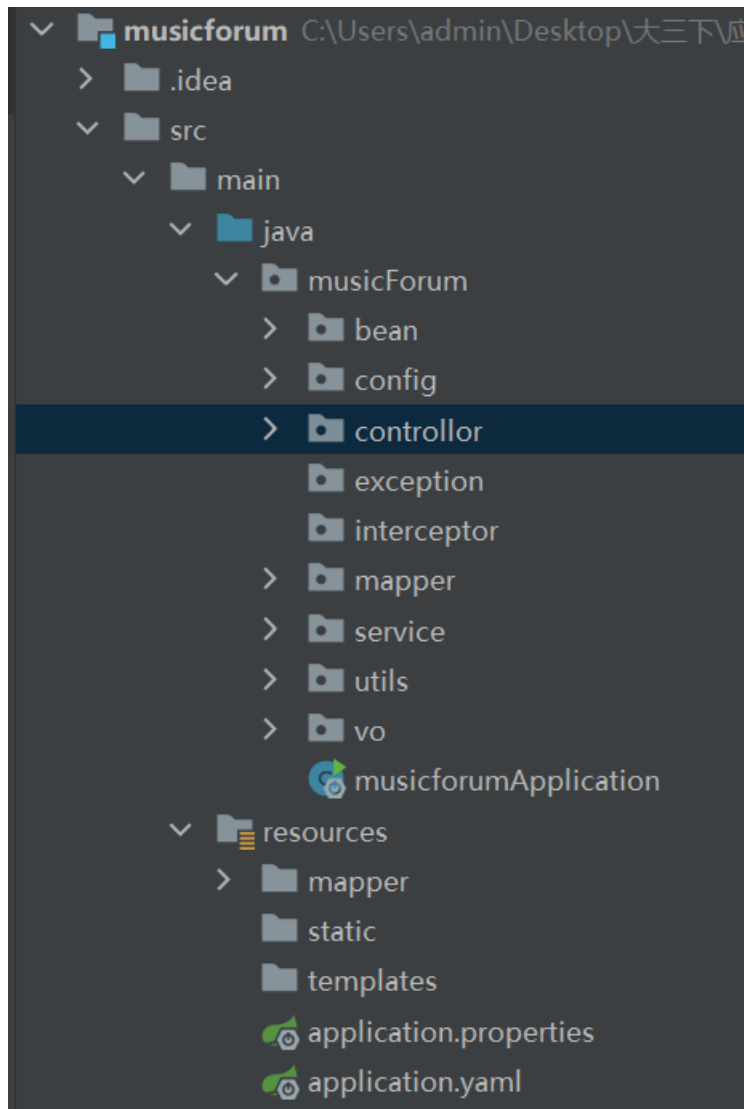 musicforum C:\Users\admin\Desktop\大三下\应
.idea
src
main
java
musicForum
bean
config
controllor
exception
interceptor
mapper
service
utils
vo
musicforumApplication
resources
mapper
static
templates
application.properties
application.yaml